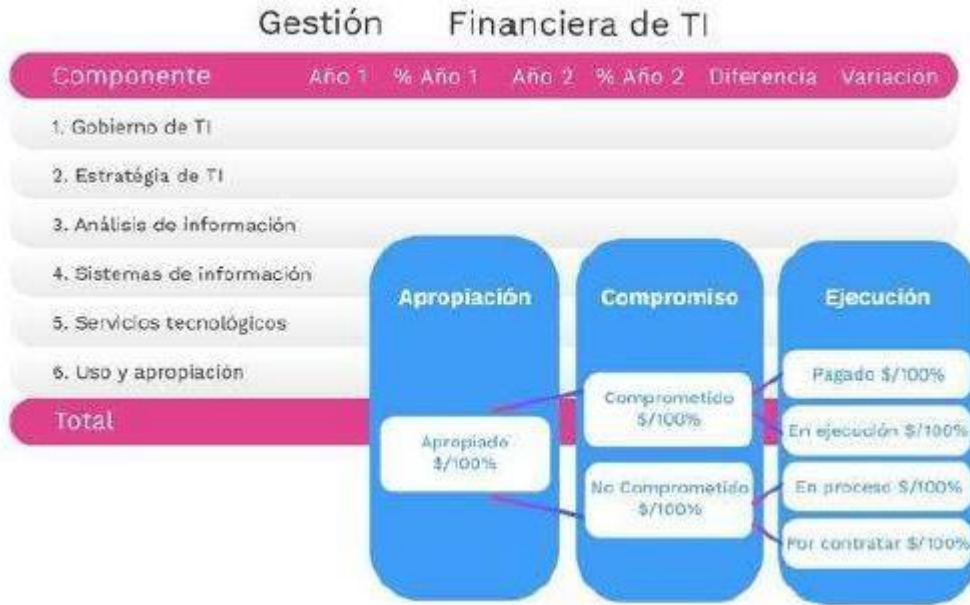 Gestión Financiera de TI
Componente Año 1 % Año 1 Año 2 % Año 2 Diferencia Variación
1. Gobierno de TI
2. Estratégia de TI
3. Análisis de información
4. Sistemas de información
5. Servicios tecnológicos
6. Uso y apropiación
Total
Apropiación
Apropiado
$/100%
Compromiso
Comprometido
$/100%
No Comprometido
$/100%
Ejecución
Pagado $/100%
En ejecución $/100%
En proceso $/100%
Por contratar $/100%